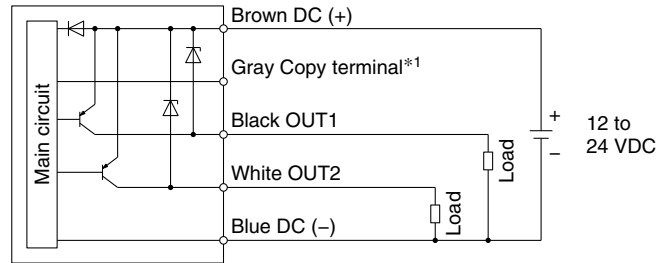 Brown DC (+)
Gray Copy terminal*1
Black OUT1
White OUT2
Blue DC (−)
Main circuit
Load
Load
+
−
12 to
24 VDC